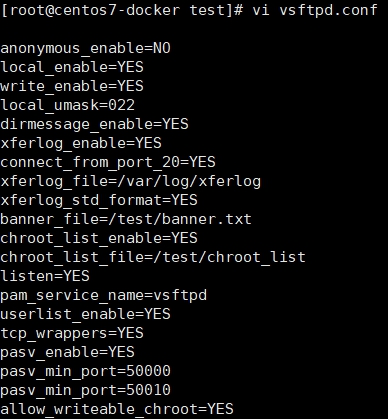 [root@centos7-docker test]# vi vsftpd.conf
anonymous_enable=NO
local_enable=YES
write_enable=YES
local_umask=022
dirmessage_enable=YES
xferlog_enable=YES
connect_from_port_20=YES
xferlog_file=/var/log/xferlog
xferlog_std_format=YES
banner_file=/test/banner.txt
chroot_list_enable=YES
chroot_list_file=/test/chroot_list
listen=YES
pam_service_name=vsftpd
userlist_enable=YES
tcp_wrappers=YES
pasv_enable=YES
pasv_min_port=50000
pasv_min_port=50010
allow_writeable_chroot=YES